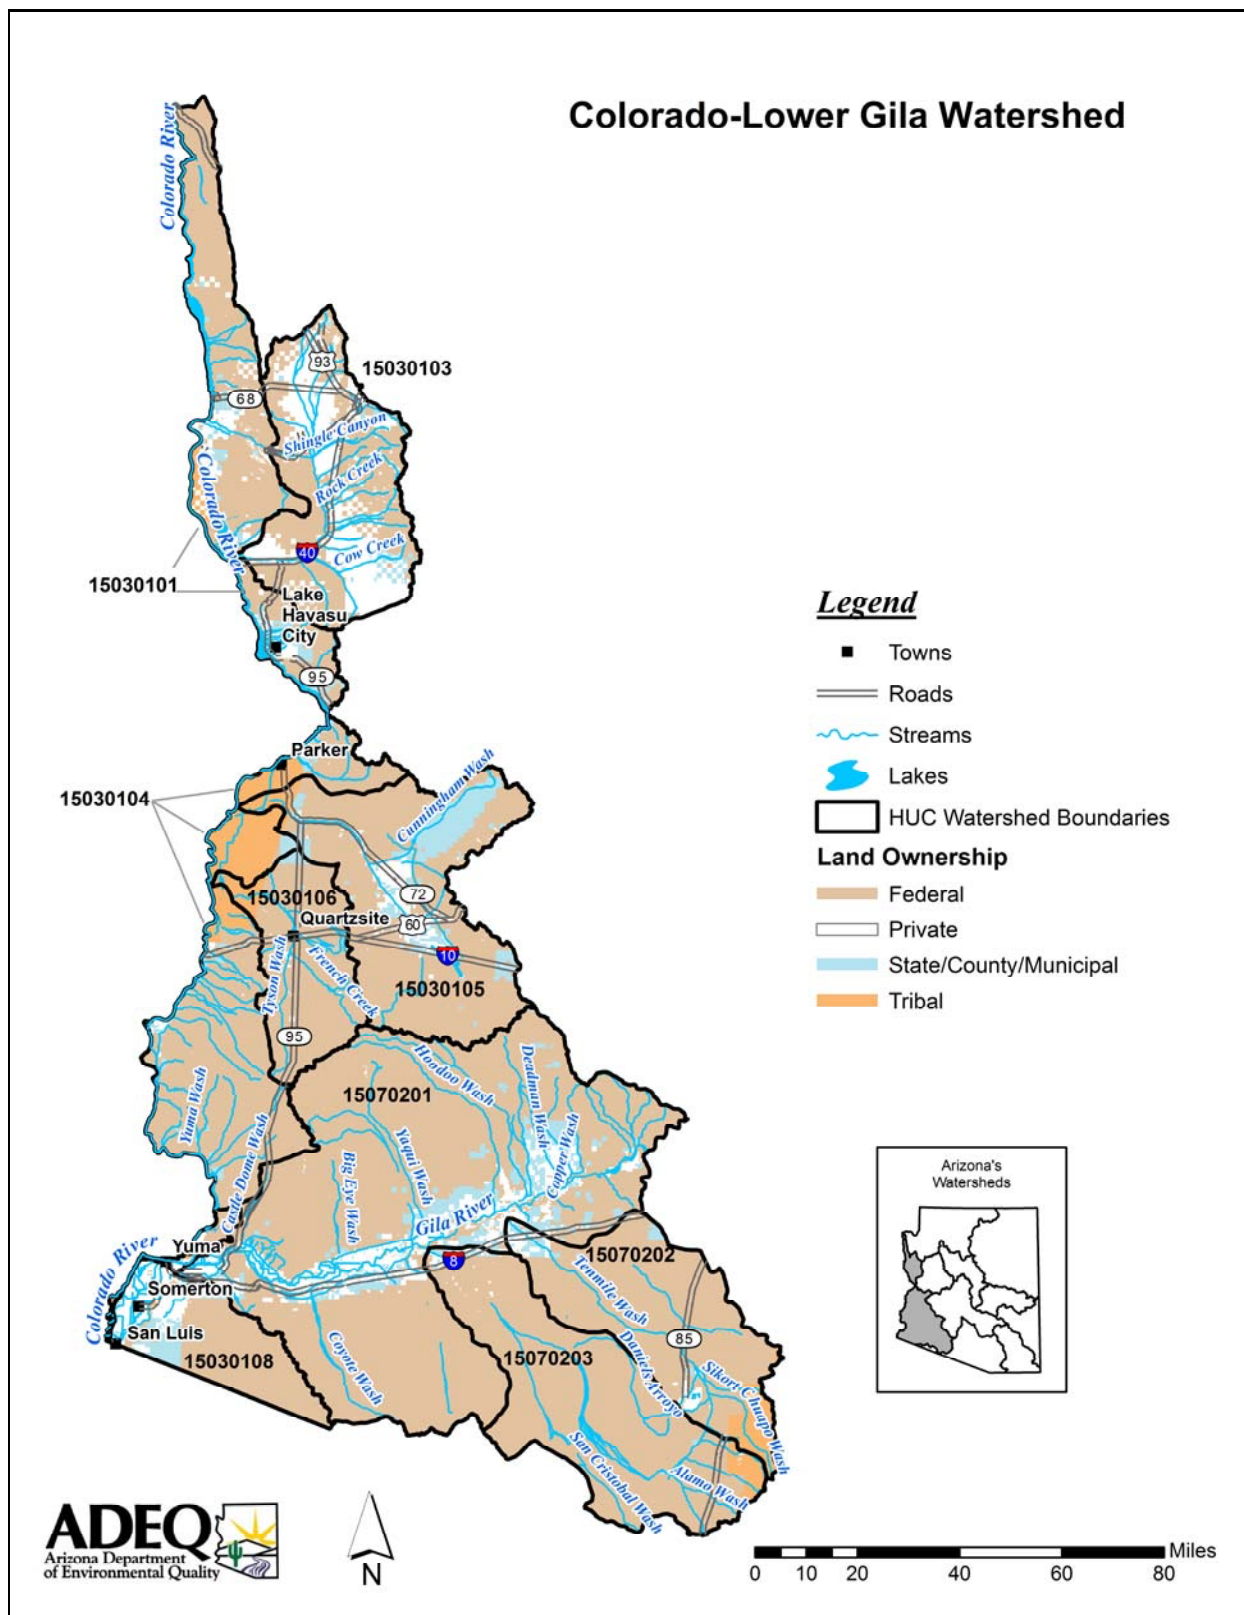 Colorado-Lower Gila Watershed
Colorado River
93
15030103
68
Shingle Canyon
Colorado River
Rock Creek
40
Cow Creek
15030101
Lake
Havasu
City
95
Parker
15030104
Cunningham Wash
72
15030106
Quartzsite
60
10
Tyson Wash
French Creek
15030105
95
Hoodoo Wash
Deadman Wash
15070201
Yuma Wash
Copper Wash
Castle Dome Wash
Yaqui Wash
Big Eye Wash
Gila River
Yuma
8
15070202
Colorado River
Somerton
Tenmile Wash
San Luis
85
15030108
Coyote Wash
15070203
Daniels Arroyo
Sikort Chuapo Wash
San Cristobal Wash
Alamo Wash
Legend
Towns
Roads
Streams
Lakes
HUC Watershed Boundaries
Land Ownership
Federal
Private
State/County/Municipal
Tribal
Arizona's
Watersheds
ADEQ
Arizona Department
of Environmental Quality
N
Miles
0 10 20 40 60 80